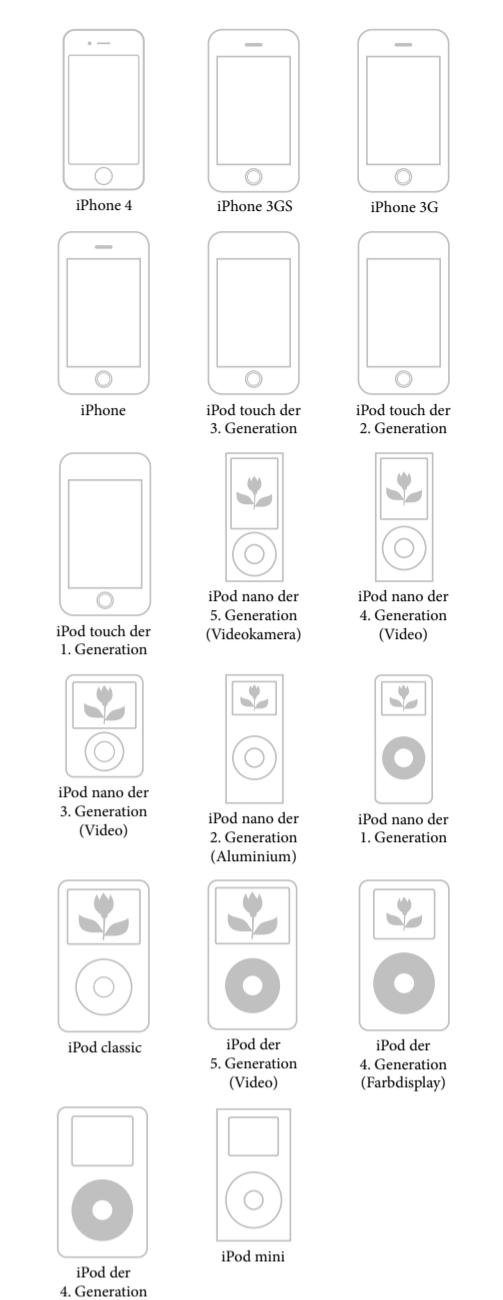 iPhone 4
iPhone 3GS
iPhone 3G
iPhone
iPod touch der
3. Generation
iPod touch der
2. Generation
iPod touch der
1. Generation
iPod nano der
5. Generation
(Videokamera)
iPod nano der
4. Generation
(Video)
iPod nano der
3. Generation
(Video)
iPod nano der
2. Generation
(Aluminium)
iPod nano der
1. Generation
iPod classic
iPod der
5. Generation
(Video)
iPod der
4. Generation
(Farbdisplay)
iPod der
4. Generation
iPod mini